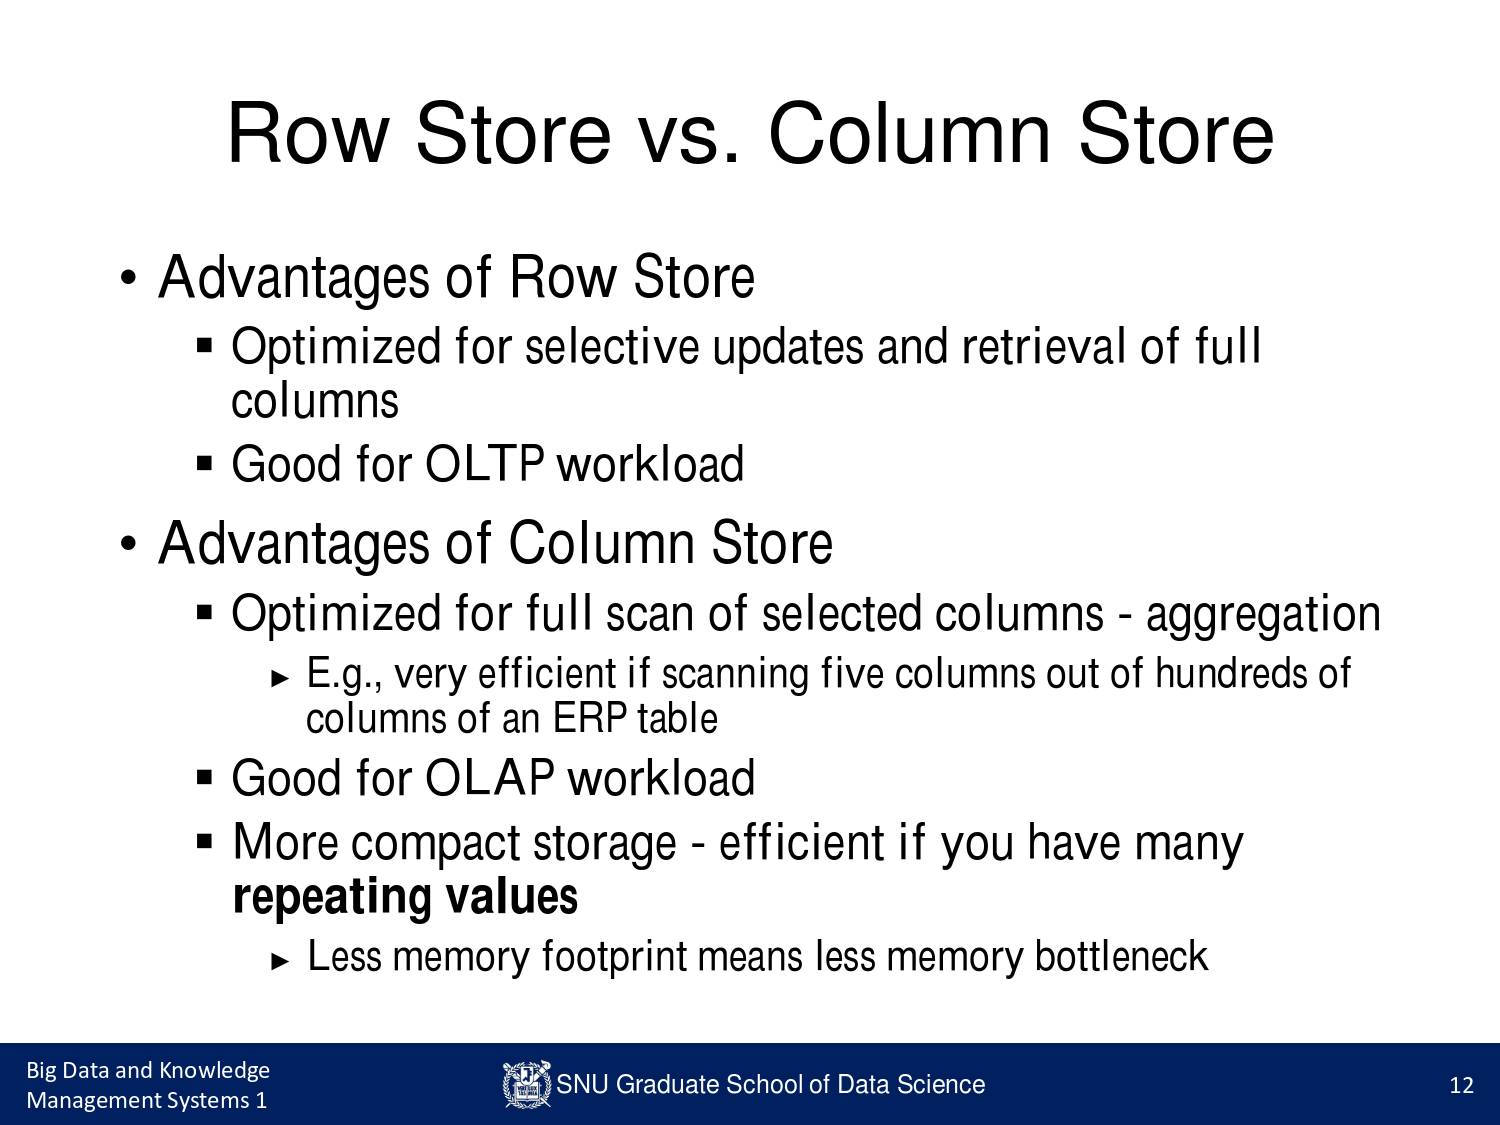 Row Store vs. Column Store
• Advantages of Row Store
▪ Optimized for selective updates and retrieval of full
columns
▪ Good for OLTP workload
• Advantages of Column Store
▪ Optimized for full scan of selected columns - aggregation
► E.g., very efficient if scanning five columns out of hundreds of
columns of an ERP table
▪ Good for OLAP workload
▪ More compact storage - efficient if you have many
repeating values
► Less memory footprint means less memory bottleneck
Big Data and Knowledge
Management Systems 1
SNU Graduate School of Data Science
12